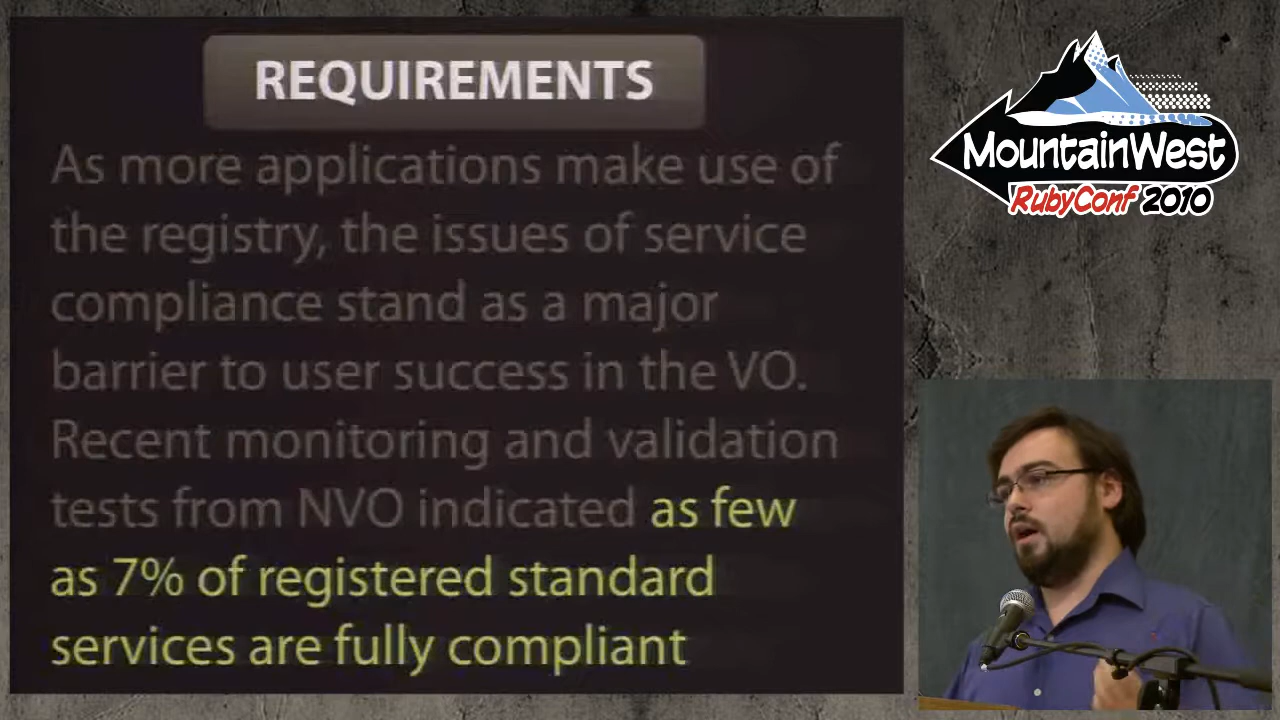 REQUIREMENTS
As more applications make use of
the registry, the issues of service
compliance stand as a major
barrier to user success in the VO.
Recent monitoring and validation
tests from NVO indicated as few
as 7% of registered standard
services are fully compliant
MountainWest
RubyConf 2010